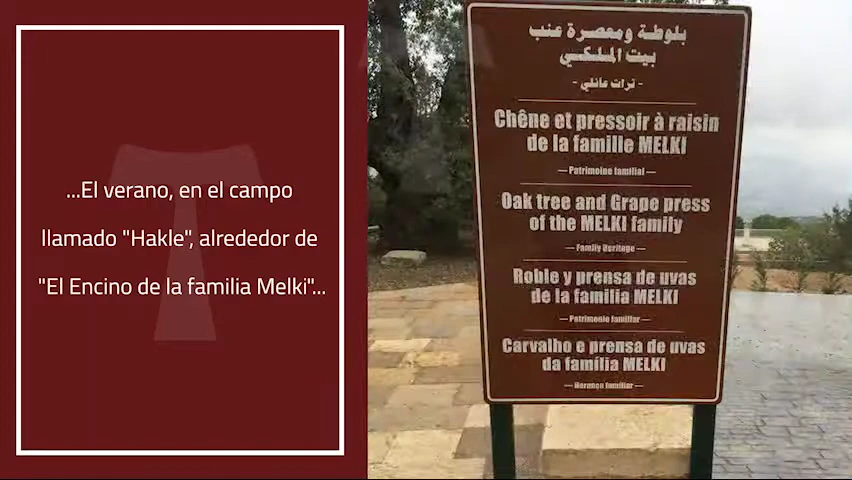 ...El verano, en el campo
llamado "Hakle", alrededor de
"El Encino de la familia Melki"...
بلوطة ومعصرة عنب
بيت الملكي
- تراث عائلي -
Chêne et pressoir à raisin
de la famille MELKI
— Patrimoine familial —
Oak tree and Grape press
of the MELKI family
— Family Heritage —
Roble y prensa de uvas
de la familia MELKI
— Patrimonio familiar —
Carvalho e prensa de uvas
da família MELKI
— Herança familiar —